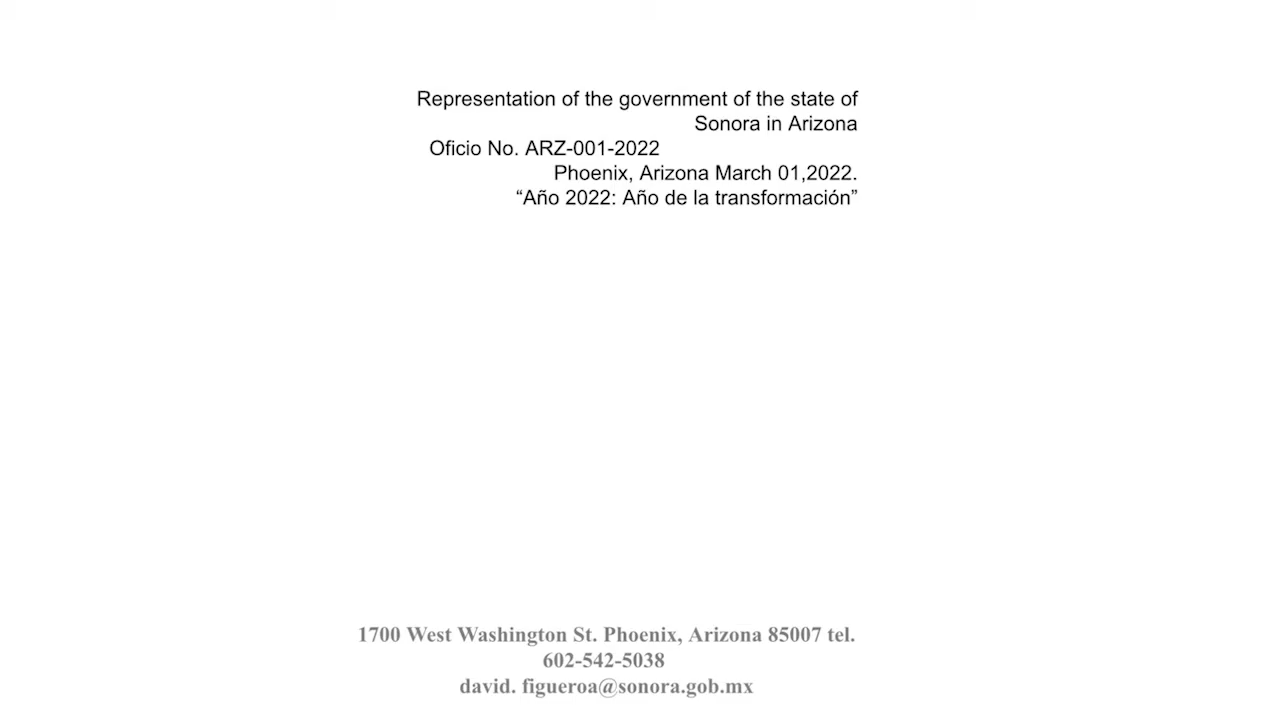 Representation of the government of the state of
Sonora in Arizona
Oficio No. ARZ-001-2022
Phoenix, Arizona March 01,2022.
“Año 2022: Año de la transformación”
1700 West Washington St. Phoenix, Arizona 85007 tel.
602-542-5038
david. figueroa@sonora.gob.mx